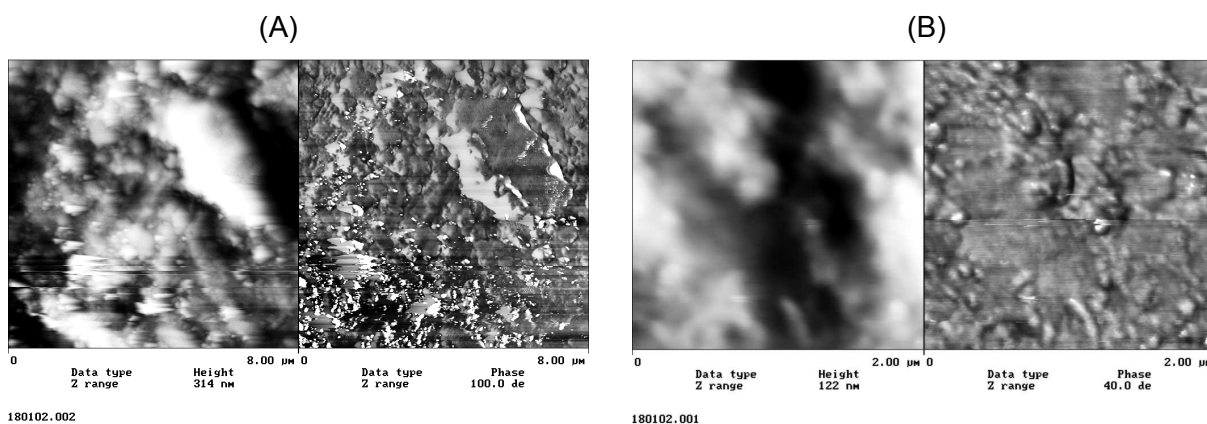 (A)
(B)
0 8.00 µm 8.00 µm
Data type Height Data type Phase
Z range 314 nm Z range 100.0 de
180102.002
0 2.00 µm 0 2.00 µm
Data type Height Data type Phase
Z range 122 nm Z range 40.0 de
180102.001